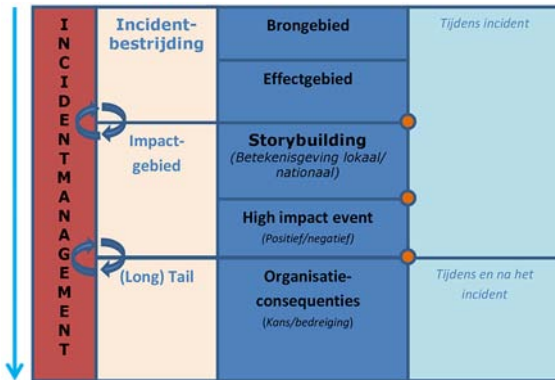 INCIDENTMANAGEMENT
Incident-
bestrijding
Brongebied
Tijdens incident
Effectgebied
Impact-
gebied
Storybuilding
(Betekenisgeving lokaal/
nationaal)
High impact event
(Positief/negatief)
(Long) Tail
Organisatie-
consequenties
(Kans/bedreiging)
Tijdens en na het
incident